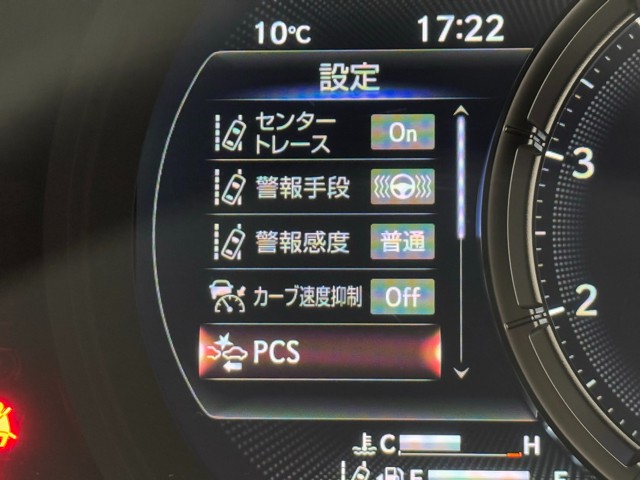 10℃ 17:22
設定
センター
トレース On
警報手段
警報感度 普通
カーブ速度抑制 Off
PCS
3
2
C H
E F